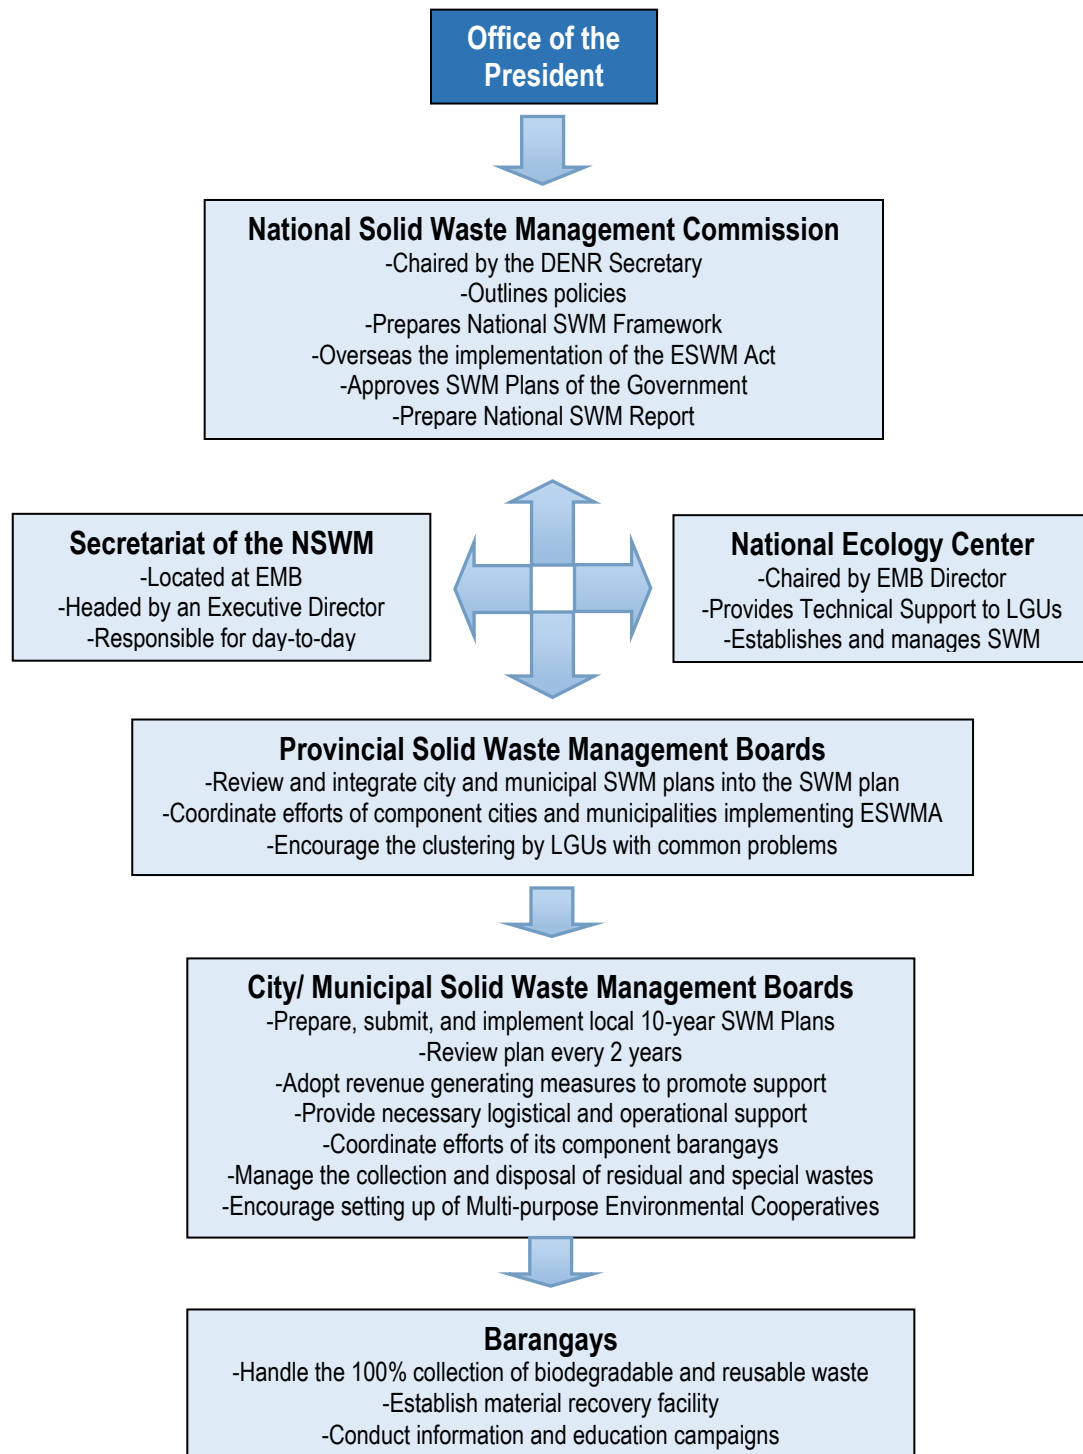 Office of the
President
National Solid Waste Management Commission
-Chaired by the DENR Secretary
-Outlines policies
-Prepares National SWM Framework
-Overseas the implementation of the ESWM Act
-Approves SWM Plans of the Government
-Prepare National SWM Report
Secretariat of the NSWM
-Located at EMB
-Headed by an Executive Director
-Responsible for day-to-day
National Ecology Center
-Chaired by EMB Director
-Provides Technical Support to LGUs
-Establishes and manages SWM
Provincial Solid Waste Management Boards
-Review and integrate city and municipal SWM plans into the SWM plan
-Coordinate efforts of component cities and municipalities implementing ESWMA
-Encourage the clustering by LGUs with common problems
City/ Municipal Solid Waste Management Boards
-Prepare, submit, and implement local 10-year SWM Plans
-Review plan every 2 years
-Adopt revenue generating measures to promote support
-Provide necessary logistical and operational support
-Coordinate efforts of its component barangays
-Manage the collection and disposal of residual and special wastes
-Encourage setting up of Multi-purpose Environmental Cooperatives
Barangays
-Handle the 100% collection of biodegradable and reusable waste
-Establish material recovery facility
-Conduct information and education campaigns